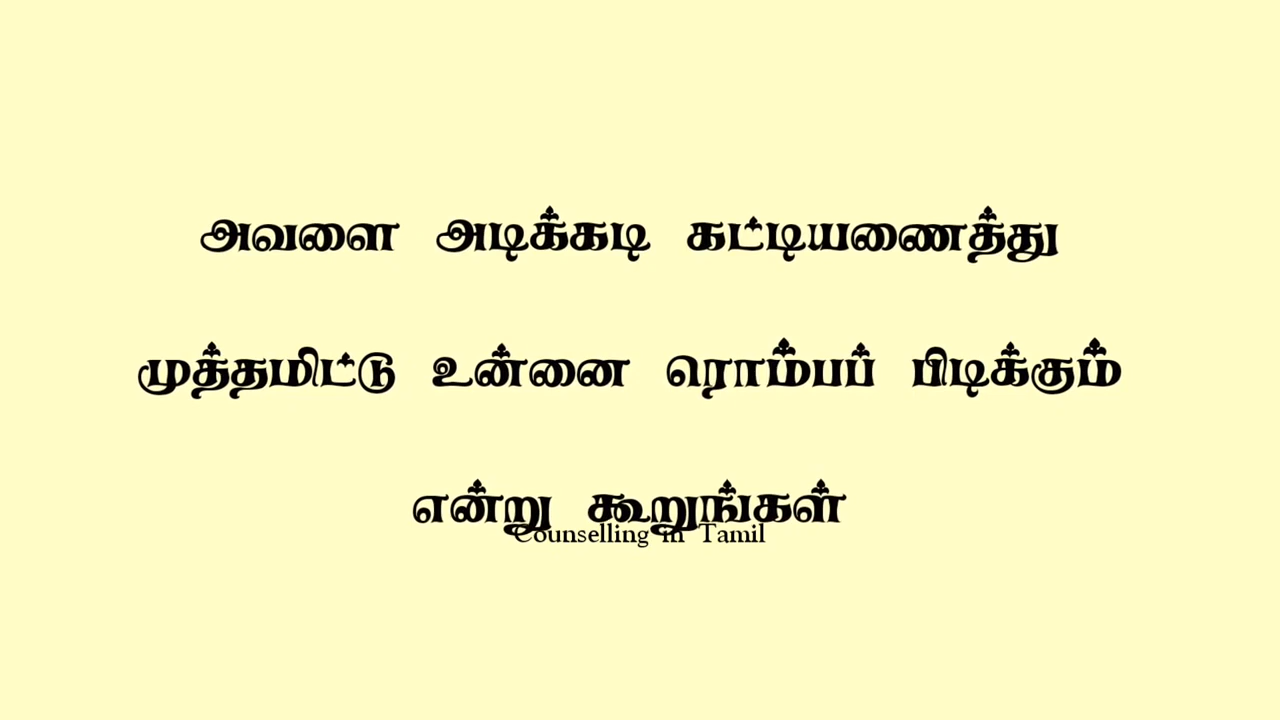 அவளை அடிக்கடி கட்டியணைத்து
முத்தமிட்டு உன்னை ரொம்பப் பிடிக்கும்
என்று கூறுங்கள்
Counselling in Tamil